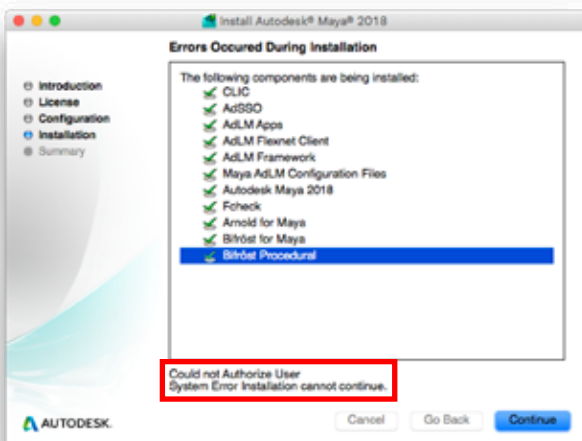 Install Autodesk® Maya® 2018
Errors Occured During Installation
Introduction
License
Configuration
Installation
Summary
The following components are being installed:
CLIC
AdSSO
AdLM Apps
AdLM Flexnet Client
AdLM Framework
Maya AdLM Configuration Files
Autodesk Maya 2018
Fcheck
Arnold for Maya
Bifröst for Maya
Bifröst Procedural
Could not Authorize User
System Error Installation cannot continue.
AUTODESK.
Cancel
Go Back
Continue